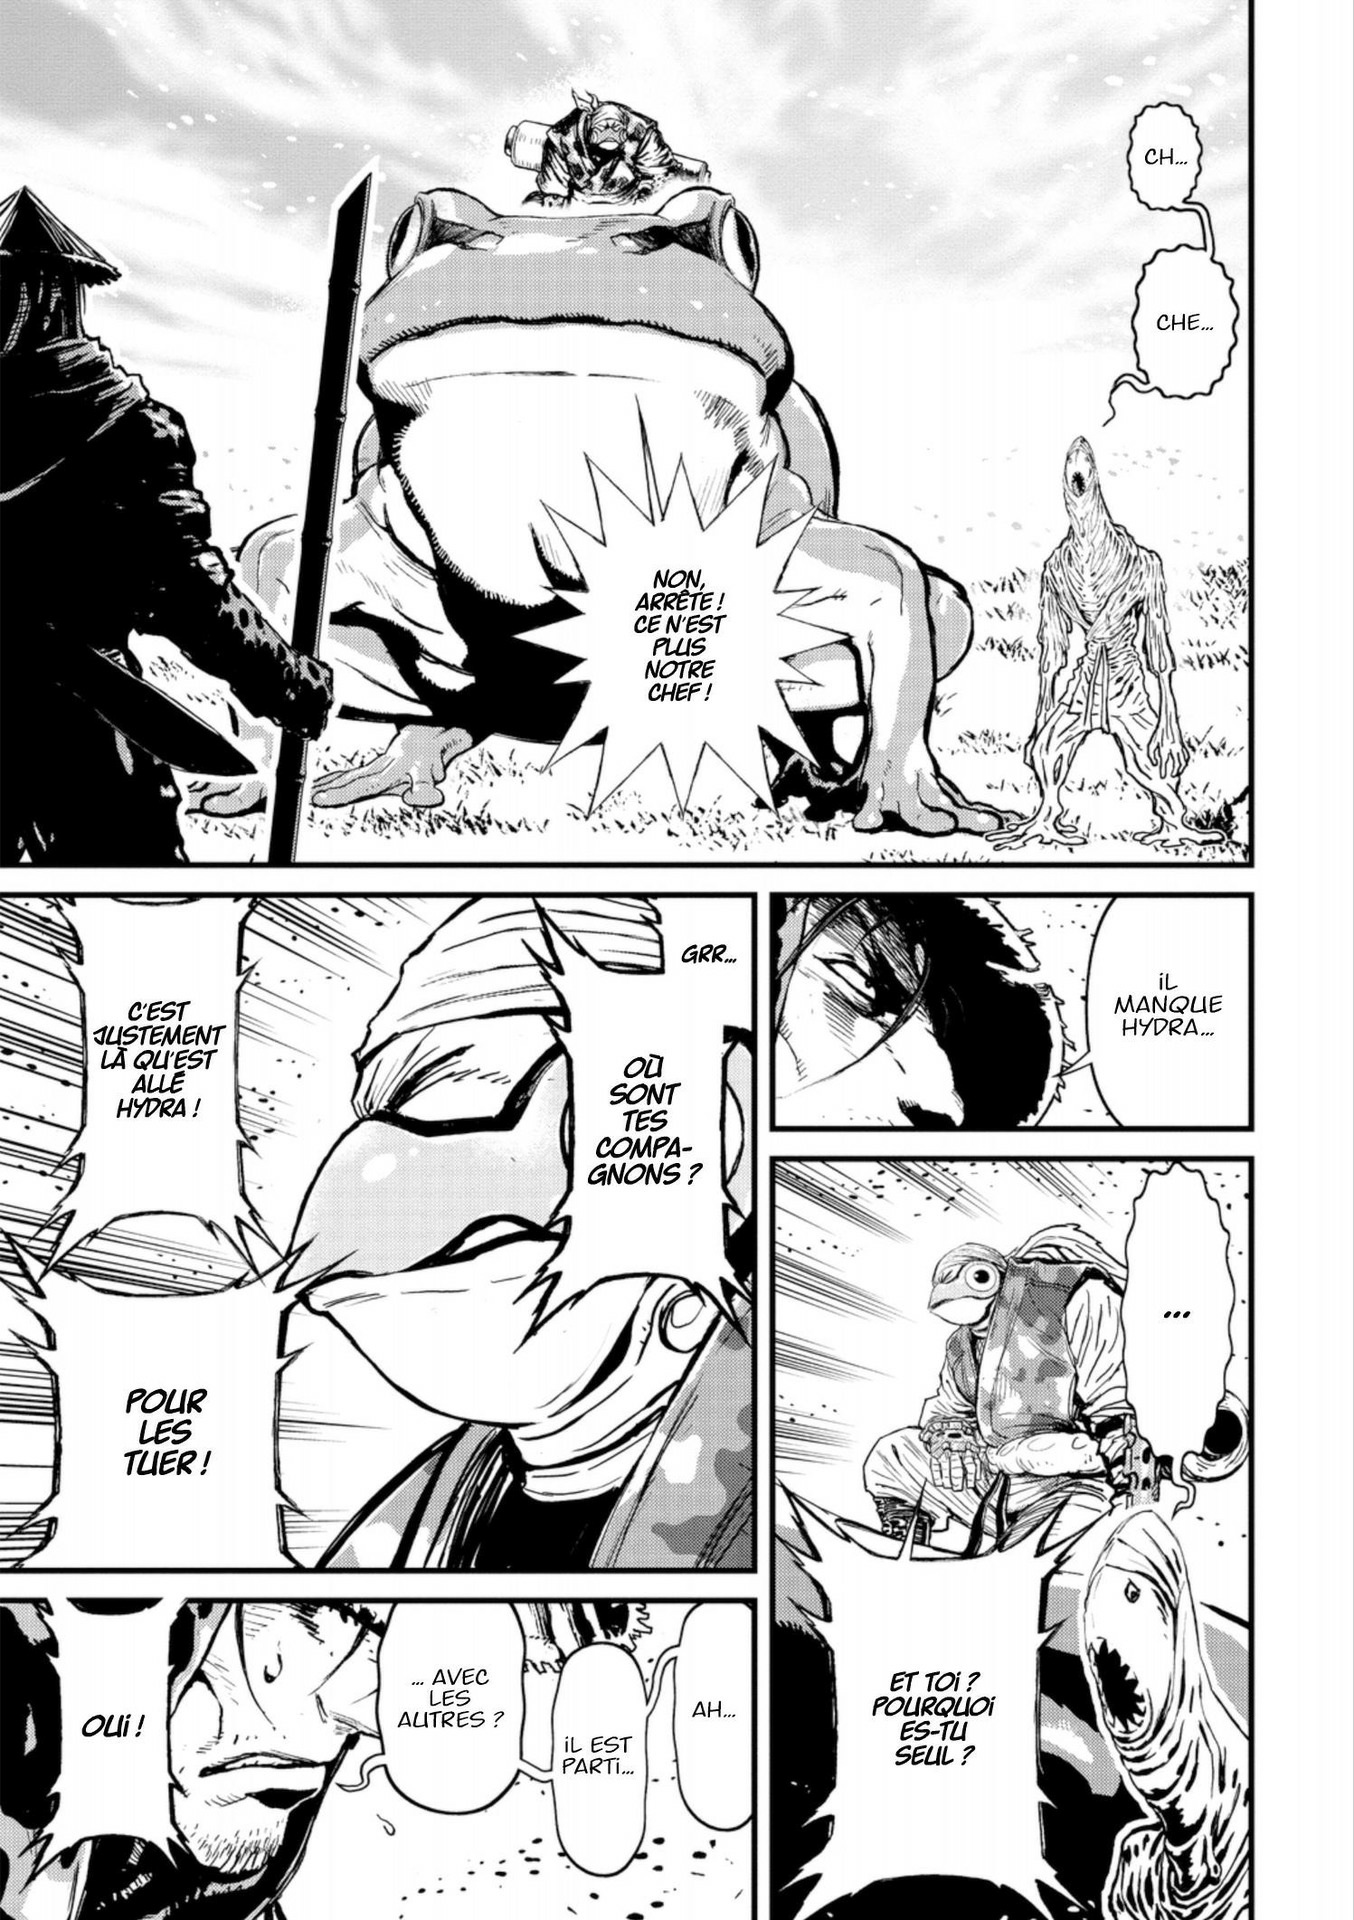 CH...
CHE...
NON,
ARRÊTE !
CE N'EST
PLUS
NOTRE
CHEF !
IL
MANQUE
HYDRA...
GRR...
OÙ
SONT
TES
COMPA-
GNONS ?
C'EST
JUSTEMENT
LÀ QU'EST
ALLÉ
HYDRA !
POUR
LES
TUER !
...
ET TOI ?
POURQUOI
ES-TU
SEUL ?
AH...
IL EST
PARTI...
... AVEC
LES
AUTRES ?
OUI !